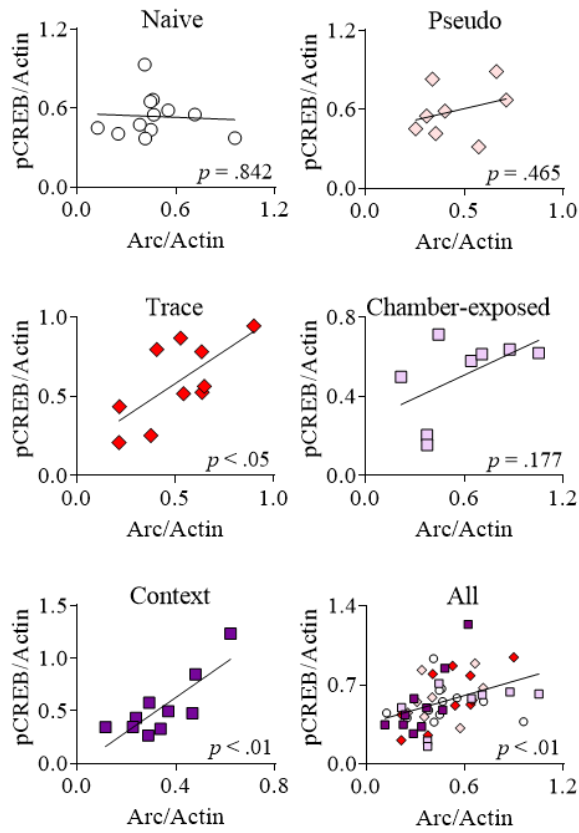 Naive
Pseudo
1.2
0.6
0.0
pCREB/Actin
p = .842
0.0 0.6 1.2
Arc/Actin
1.2
0.6
0.0
pCREB/Actin
p = .465
0.0 0.5 1.0
Arc/Actin
Trace
Chamber-exposed
1.0
0.5
0.0
pCREB/Actin
p < .05
0.0 0.5 1.0
Arc/Actin
0.8
0.4
0.0
pCREB/Actin
p = .177
0.0 0.6 1.2
Arc/Actin
Context
All
1.5
1.0
0.5
0.0
pCREB/Actin
p < .01
0.0 0.4 0.8
Arc/Actin
1.4
0.7
0.0
pCREB/Actin
p < .01
0.0 0.6 1.2
Arc/Actin